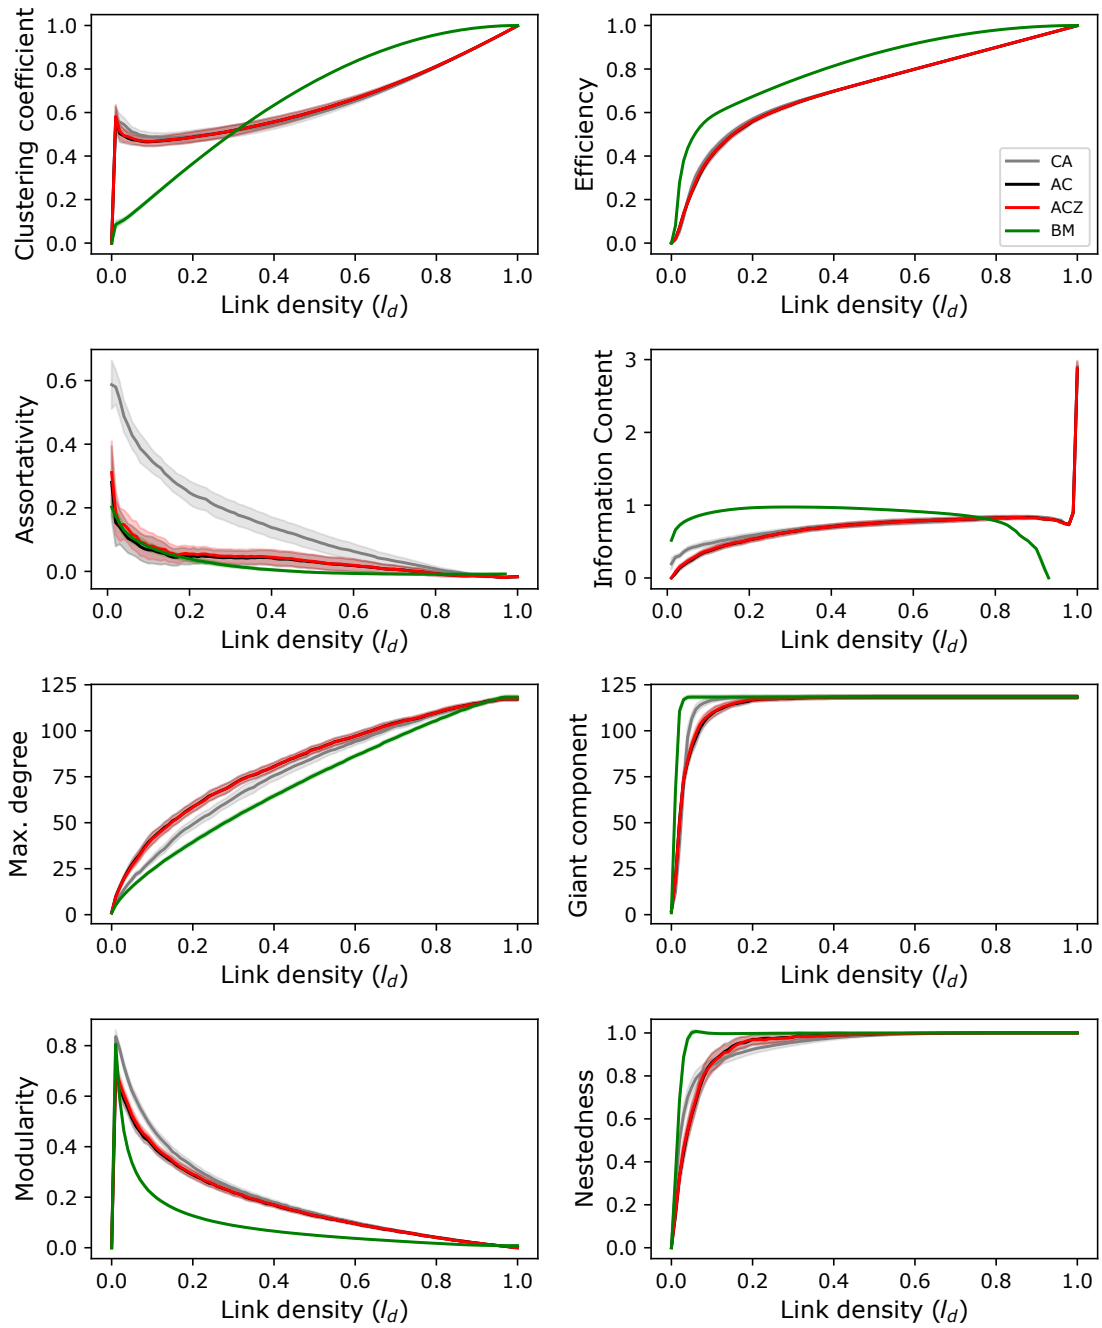 Clustering coefficient
1.0
0.8
0.6
0.4
0.2
0.0
0.0 0.2 0.4 0.6 0.8 1.0
Link density (l_d)
Efficiency
1.0
0.8
0.6
0.4
0.2
0.0
CA
AC
ACZ
BM
0.0 0.2 0.4 0.6 0.8 1.0
Link density (l_d)
Assortativity
0.6
0.4
0.2
0.0
0.0 0.2 0.4 0.6 0.8 1.0
Link density (l_d)
Information Content
3
2
1
0
0.0 0.2 0.4 0.6 0.8 1.0
Link density (l_d)
Max. degree
125
100
75
50
25
0
0.0 0.2 0.4 0.6 0.8 1.0
Link density (l_d)
Giant component
125
100
75
50
25
0
0.0 0.2 0.4 0.6 0.8 1.0
Link density (l_d)
Modularity
0.8
0.6
0.4
0.2
0.0
0.0 0.2 0.4 0.6 0.8 1.0
Link density (l_d)
Nestedness
1.0
0.8
0.6
0.4
0.2
0.0
0.0 0.2 0.4 0.6 0.8 1.0
Link density (l_d)